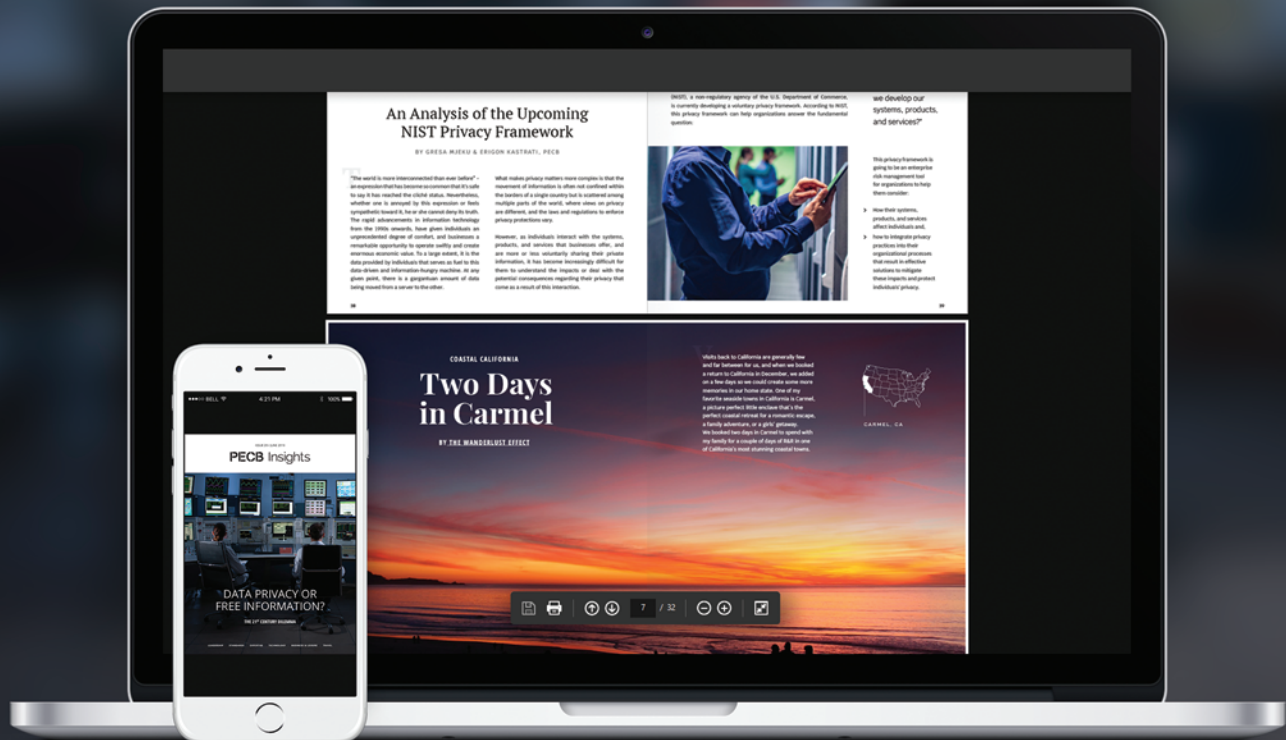 An Analysis of the Upcoming
NIST Privacy Framework
BY GRESA MJEKU & ERIGON KASTRATI, PECB
"The world is more interconnected than ever before" –
an expression that has become so common that it's safe
to say it has reached the cliché status. Nevertheless,
whether one is annoyed by this expression or feels
sympathetic toward it, he or she cannot deny its truth.
The rapid advancements in information technology
from the 1990s onwards, have given individuals an
unprecedented degree of comfort, and businesses a
remarkable opportunity to operate swiftly and create
enormous economic value. To a large extent, it is the
data provided by individuals that serves as fuel to this
data-driven and information-hungry machine. At any
given point, there is a gargantuan amount of data
being moved from a server to the other.
What makes privacy matters more complex is that the
movement of information is often not confined within
the borders of a single country but is scattered among
multiple parts of the world, where views on privacy
are different, and the laws and regulations to enforce
privacy protections vary.
However, as individuals interact with the systems,
products, and services that businesses offer, and
are more or less voluntarily sharing their private
information, it has become increasingly difficult for
them to understand the impacts or deal with the
potential consequences regarding their privacy that
come as a result of this interaction.
38
(NIST), a non-regulatory agency of the U.S. Department of Commerce,
is currently developing a voluntary privacy framework. According to NIST,
this privacy framework can help organizations answer the fundamental
question:
we develop our
systems, products,
and services?"
This privacy framework is
going to be an enterprise
risk management tool
for organizations to help
them consider:
> How their systems,
products, and services
affect individuals and;
> how to integrate privacy
practices into their
organizational processes
that result in effective
solutions to mitigate
these impacts and protect
individuals' privacy.
39
COASTAL CALIFORNIA
Two Days
in Carmel
BY THE WANDERLUST EFFECT
Visits back to California are generally few
and far between for us, and when we booked
a return to California in December, we added
on a few days so we could create some more
memories in our home state. One of my
favorite seaside towns in California is Carmel,
a picture perfect little enclave that's the
perfect coastal retreat for a romantic escape,
a family adventure, or a girls' getaway.
We booked two days in Carmel to spend with
my family for a couple of days of R&R in one
of California's most stunning coastal towns.
CARMEL, CA
7 / 32
BELL 4:21 PM 100%
PECB Insights
DATA PRIVACY OR
FREE INFORMATION?
THE 21ST CENTURY DILEMMA